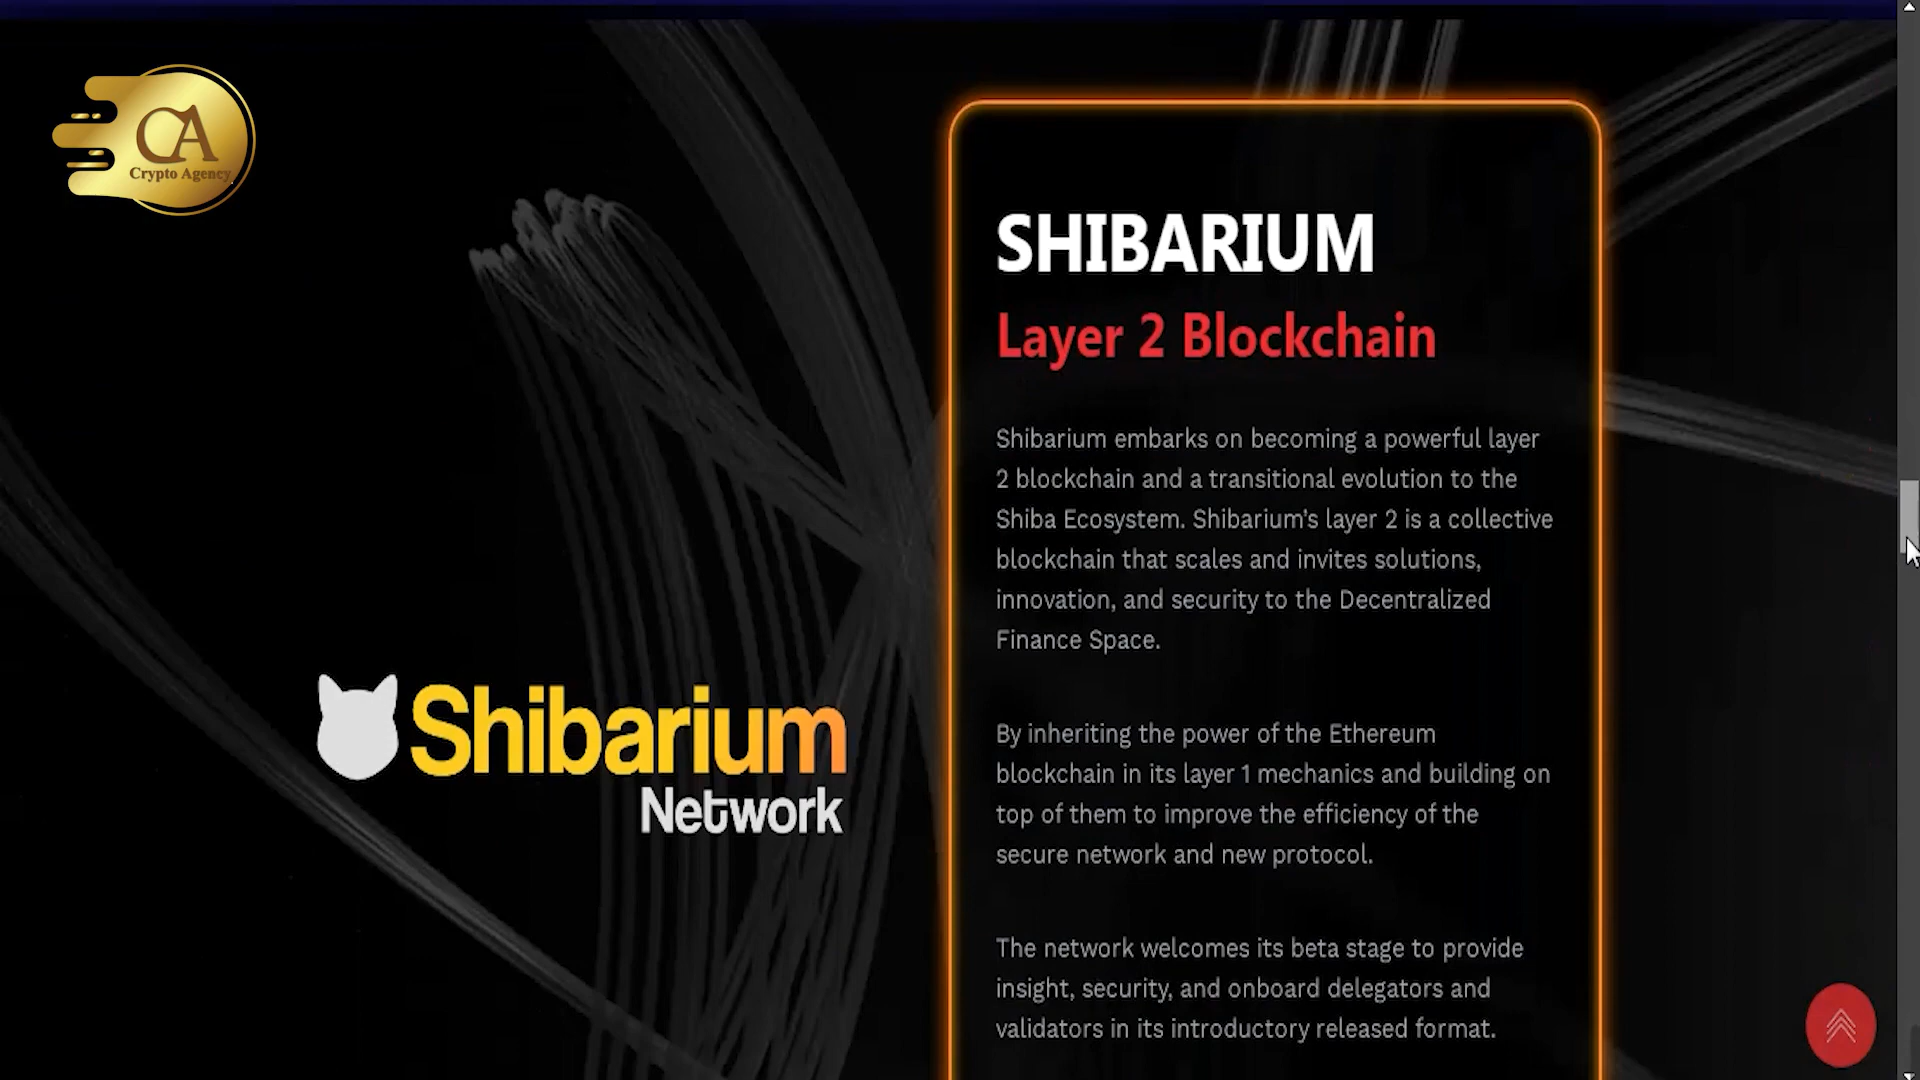 CA
Crypto Agency
SHIBARIUM
Layer 2 Blockchain
Shibarium embarks on becoming a powerful layer
2 blockchain and a transitional evolution to the
Shiba Ecosystem. Shibarium's layer 2 is a collective
blockchain that scales and invites solutions,
innovation, and security to the Decentralized
Finance Space.
By inheriting the power of the Ethereum
blockchain in its layer 1 mechanics and building on
top of them to improve the efficiency of the
secure network and new protocol.
The network welcomes its beta stage to provide
insight, security, and onboard delegators and
validators in its introductory released format.
Shibarium
Network